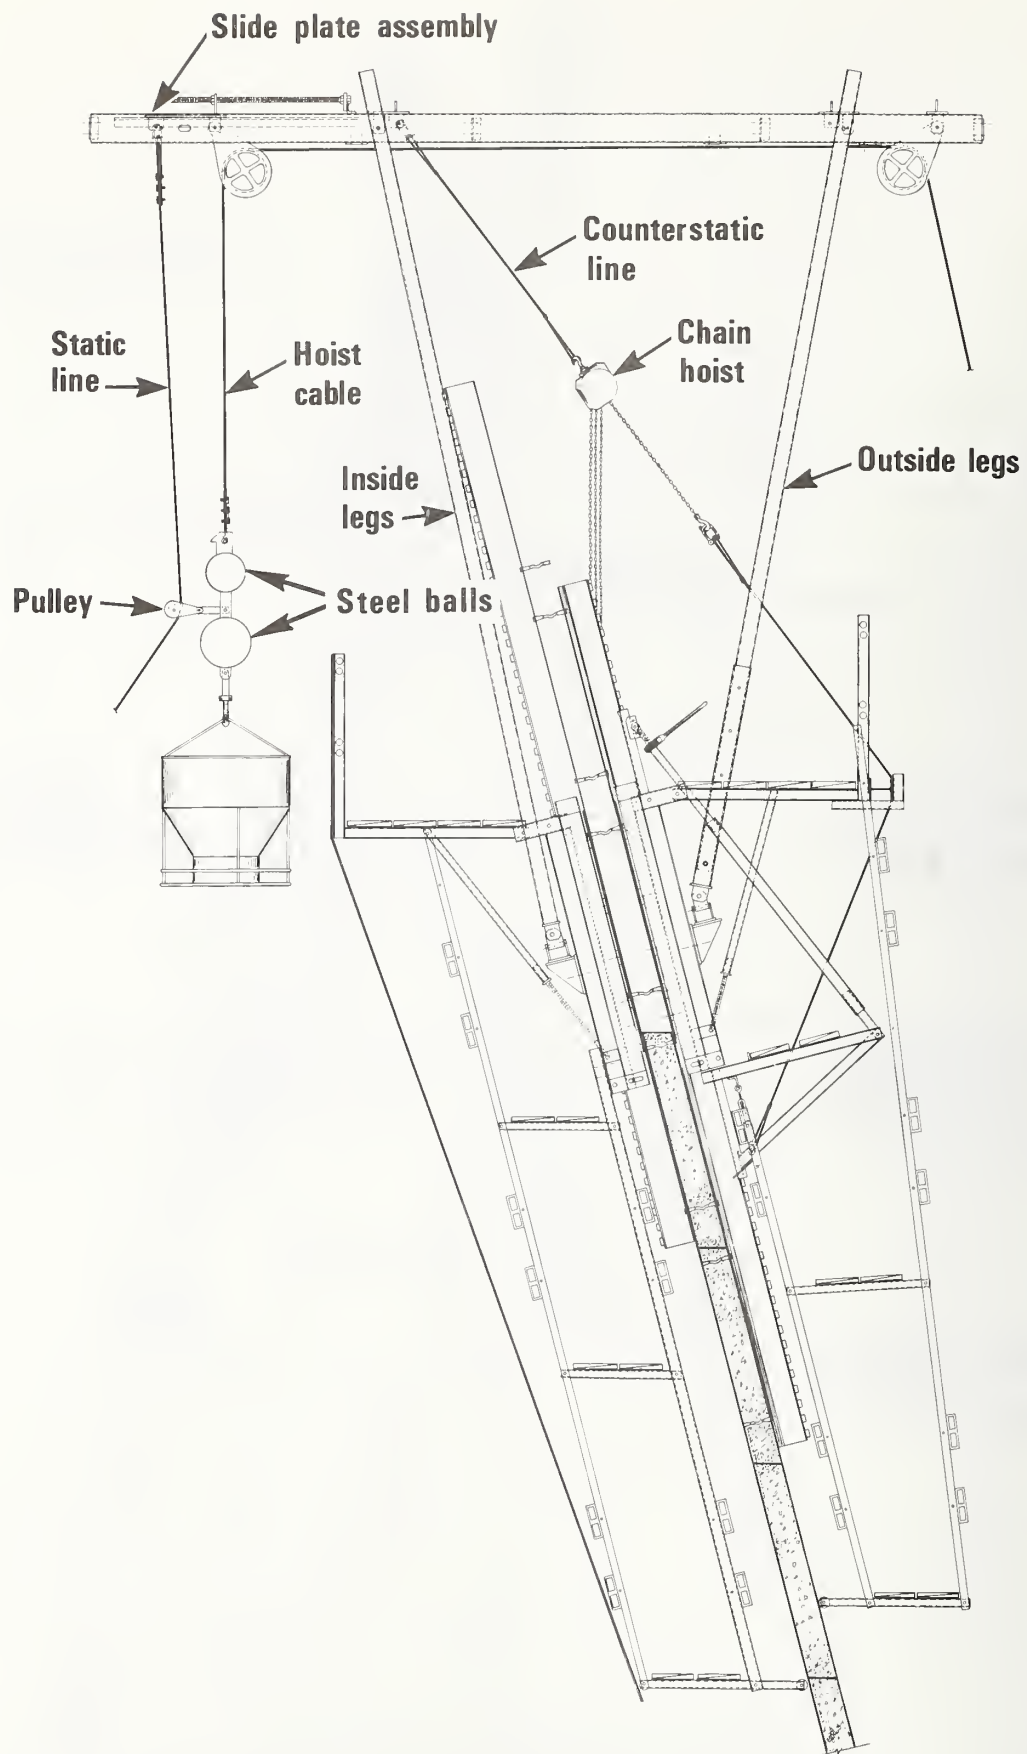 Slide plate assembly
Counterstatic
line
Chain
hoist
Static
line
Hoist
cable
Outside legs
Inside
legs
Pulley
Steel balls